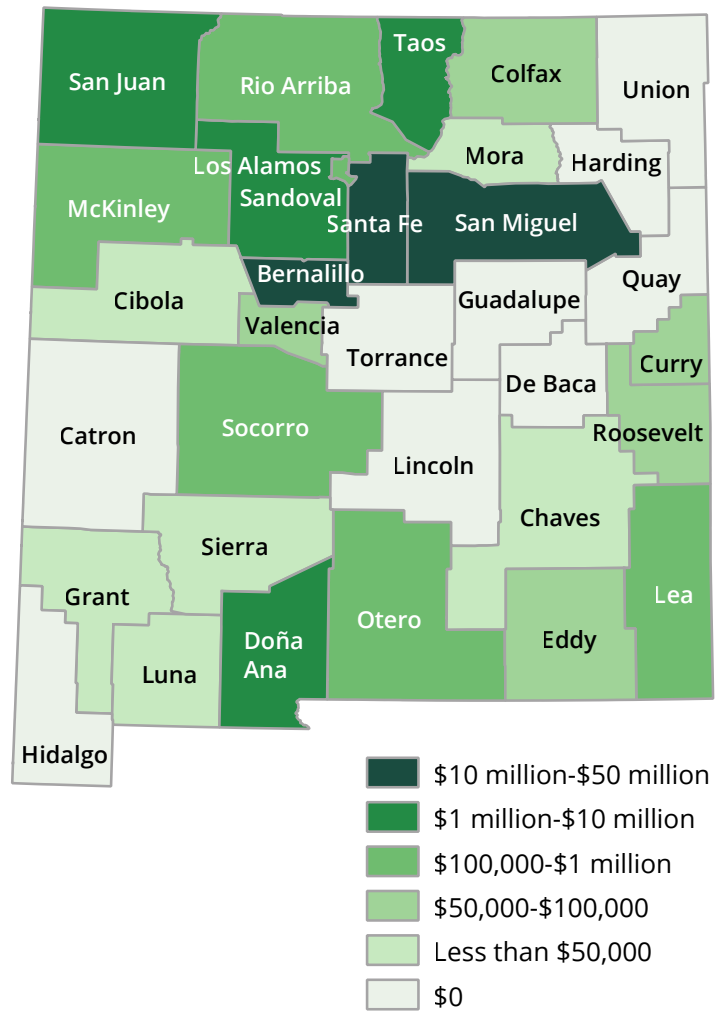 Taos
San Juan
Rio Arriba
Colfax
Union
Los Alamos
Mora
Harding
Sandoval
McKinley
Santa Fe
San Miguel
Bernalillo
Quay
Cibola
Guadalupe
Valencia
Torrance
Curry
De Baca
Catron
Socorro
Roosevelt
Lincoln
Chaves
Sierra
Grant
Lea
Otero
Doña
Ana
Eddy
Luna
Hidalgo
$10 million-$50 million
$1 million-$10 million
$100,000-$1 million
$50,000-$100,000
Less than $50,000
$0